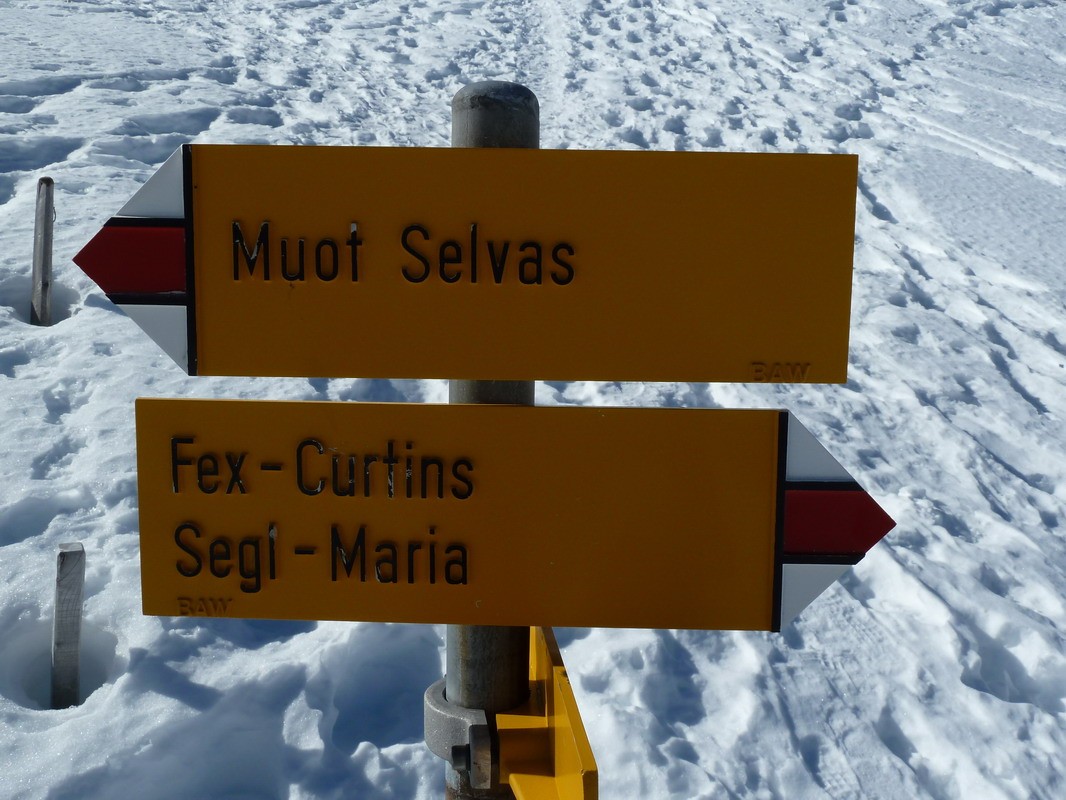 Muot Selvas
BAW
Fex-Curtins
Segl-Maria
BAW